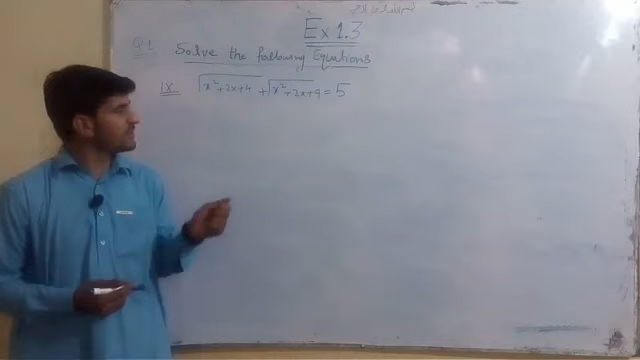 Ex 1.3
Q1 Solve the following Equations
IX √x²+2x+4 + √x²+2x+9 = 5